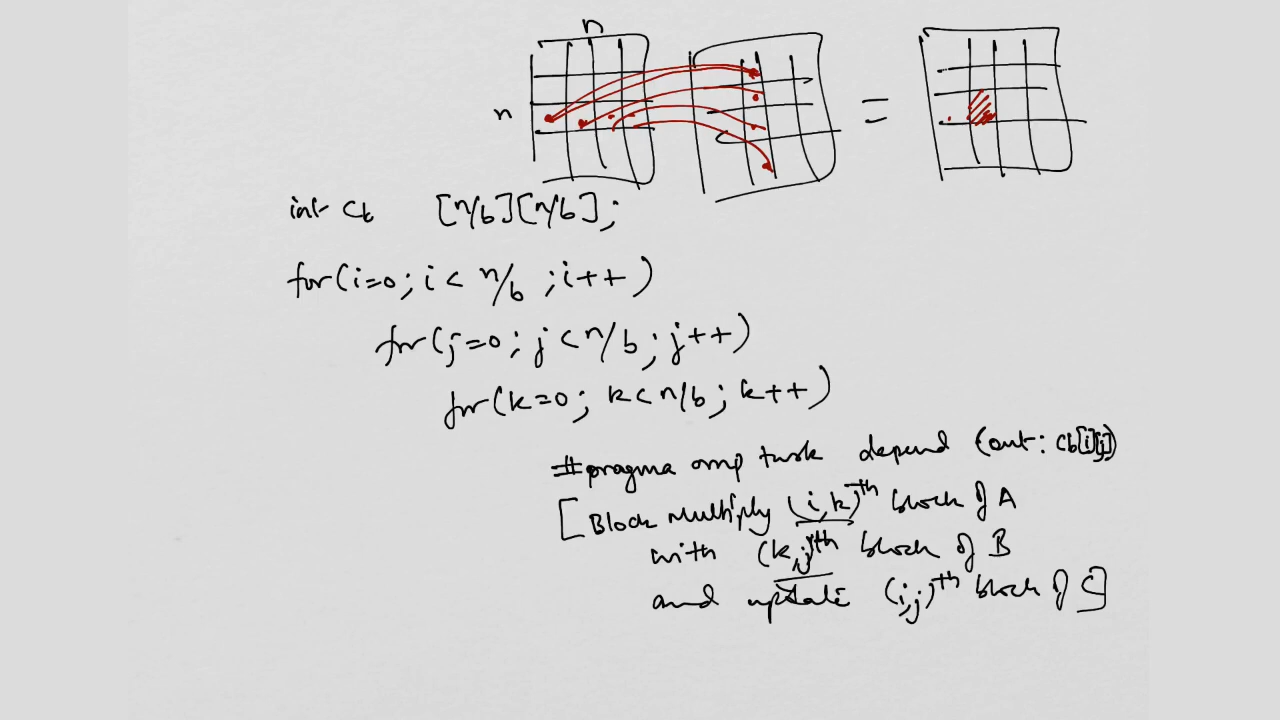 n
n
=
int Cb [n/b][n/b];
for(i=0; i < n/b ; i++)
for(j=0; j < n/b; j++)
for(k=0; k < n/b; k++)
#pragma omp task depend (out: Cb[i][j])
[Block Multiply (i,k)th block of A
with (k,j)th block of B
and update (i,j)th block of C]